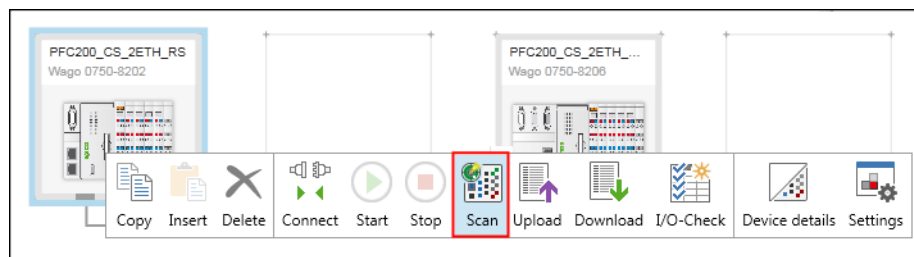 PFC200_CS_2ETH_RS
Wago 0750-8202
PFC200_CS_2ETH_...
Wago 0750-8206
Copy Insert Delete Connect Start Stop Scan Upload Download I/O-Check Device details Settings